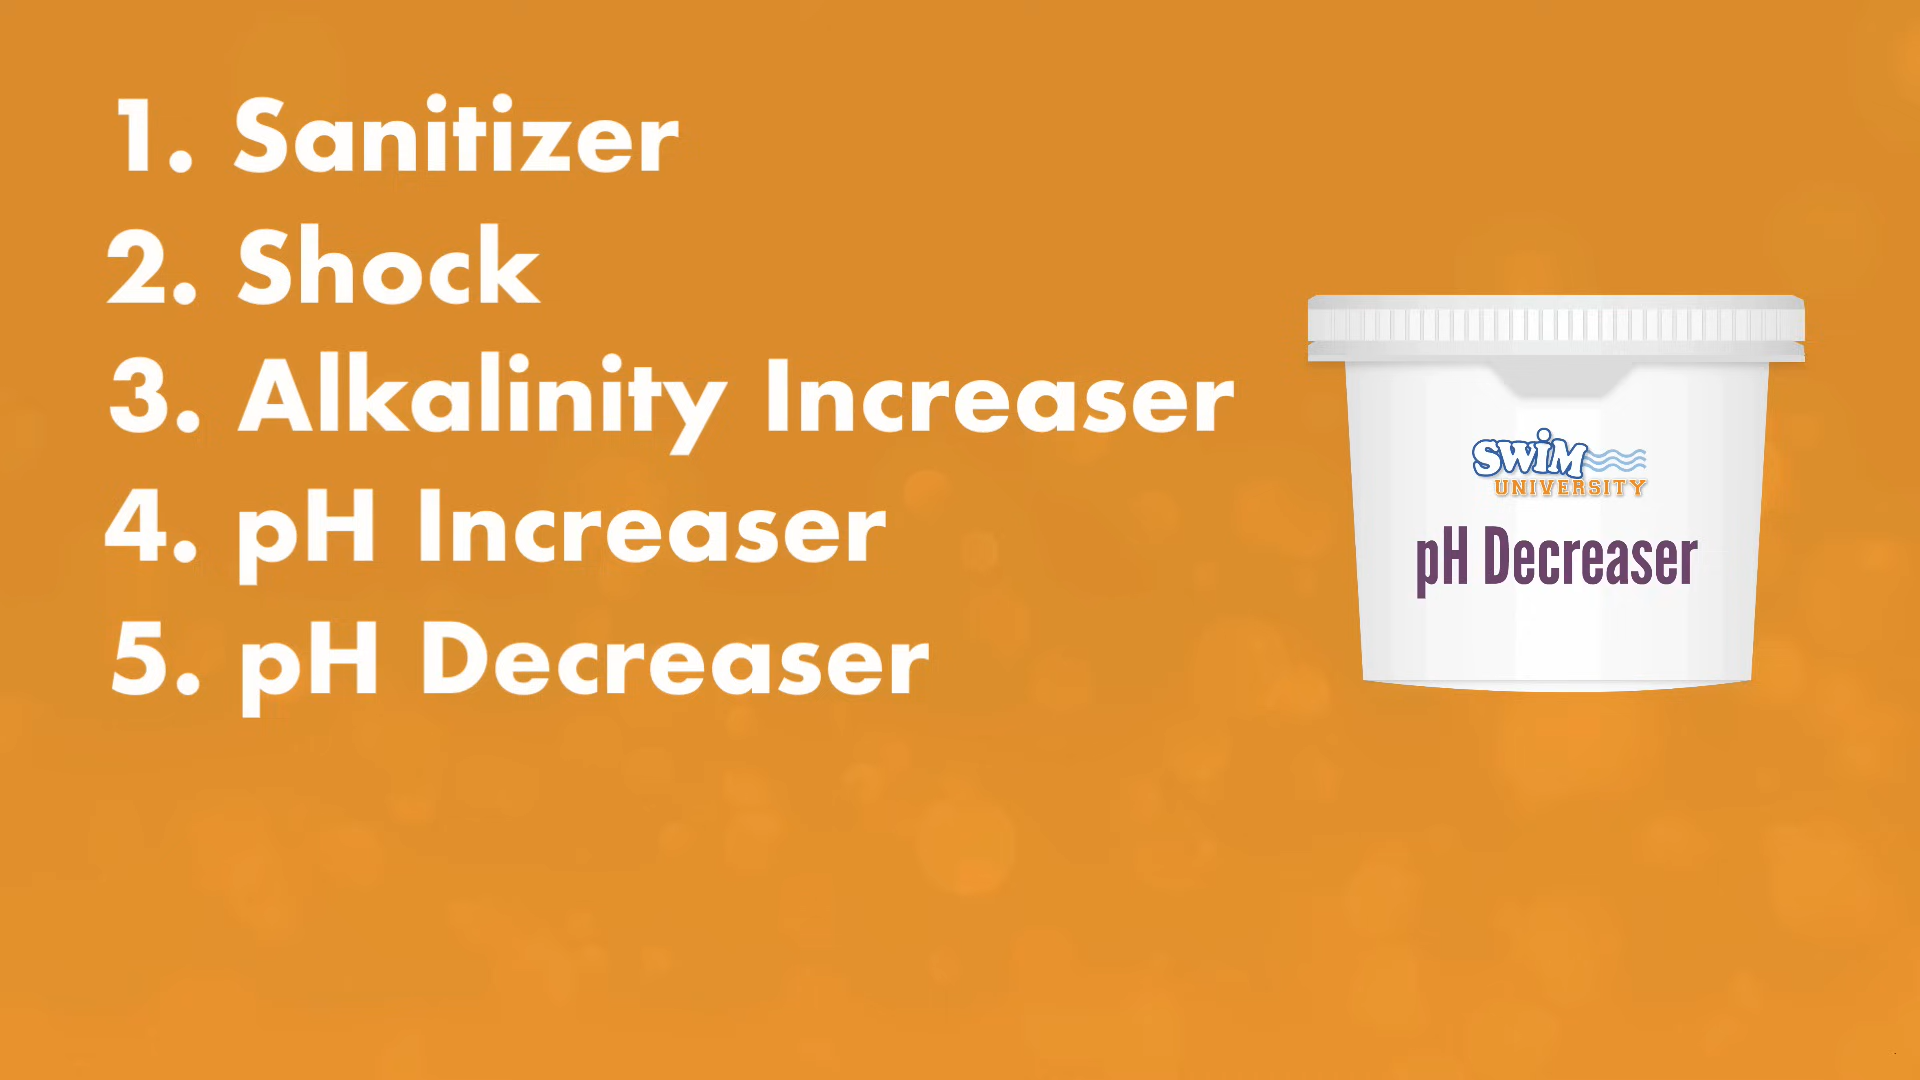 1. Sanitizer
2. Shock
3. Alkalinity Increaser
4. pH Increaser
5. pH Decreaser
SWiM
UNIVERSITY
pH Decreaser